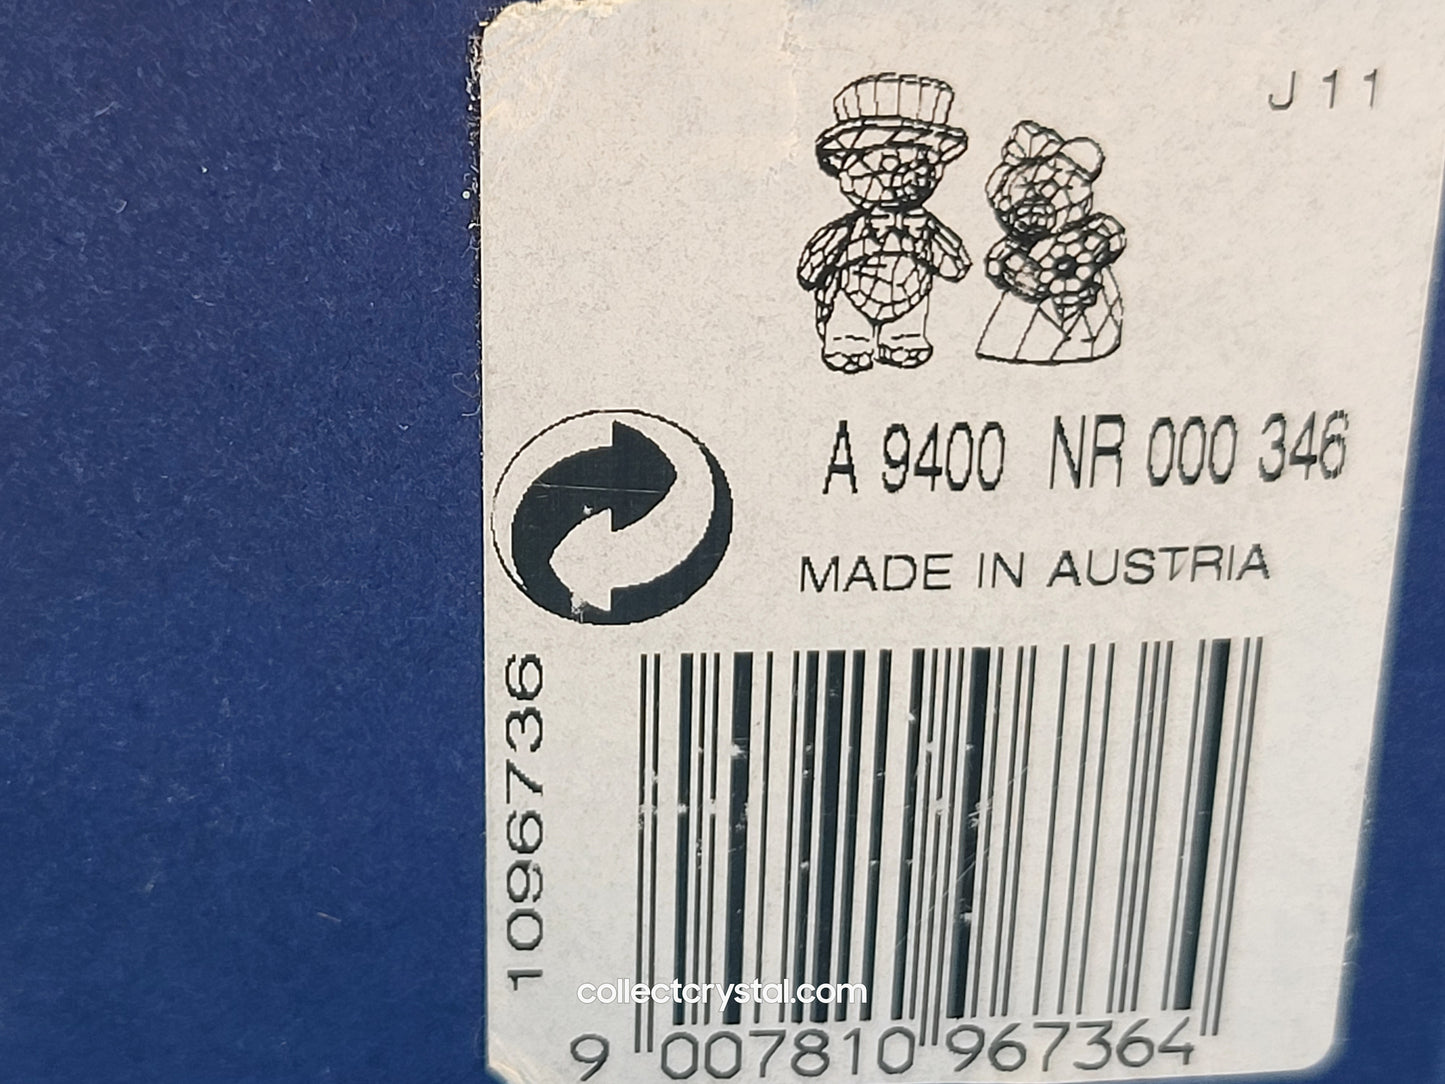 J 11
A 9400 NR 000 346
MADE IN AUSTRIA
1096736
collectcrystal.com
9 007810 967364